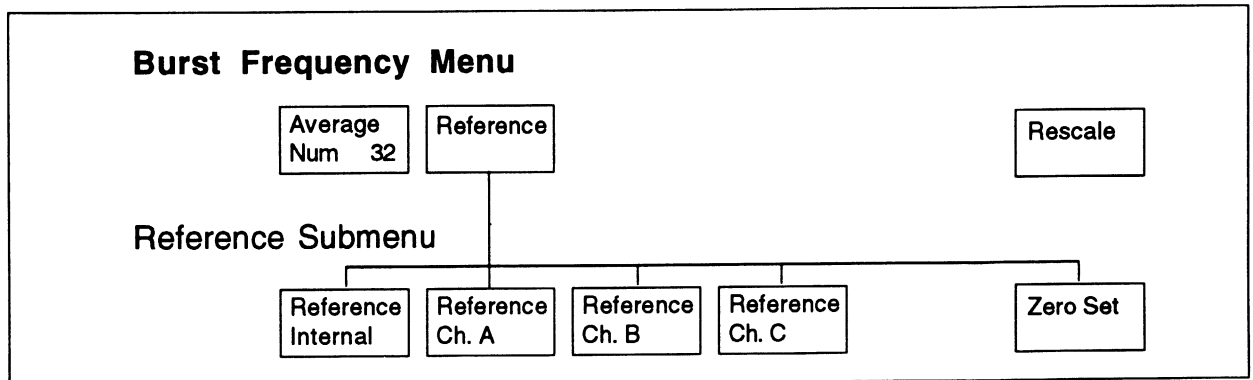 Burst Frequency Menu
Average
Num 32
Reference
Rescale
Reference Submenu
Reference
Internal
Reference
Ch. A
Reference
Ch. B
Reference
Ch. C
Zero Set